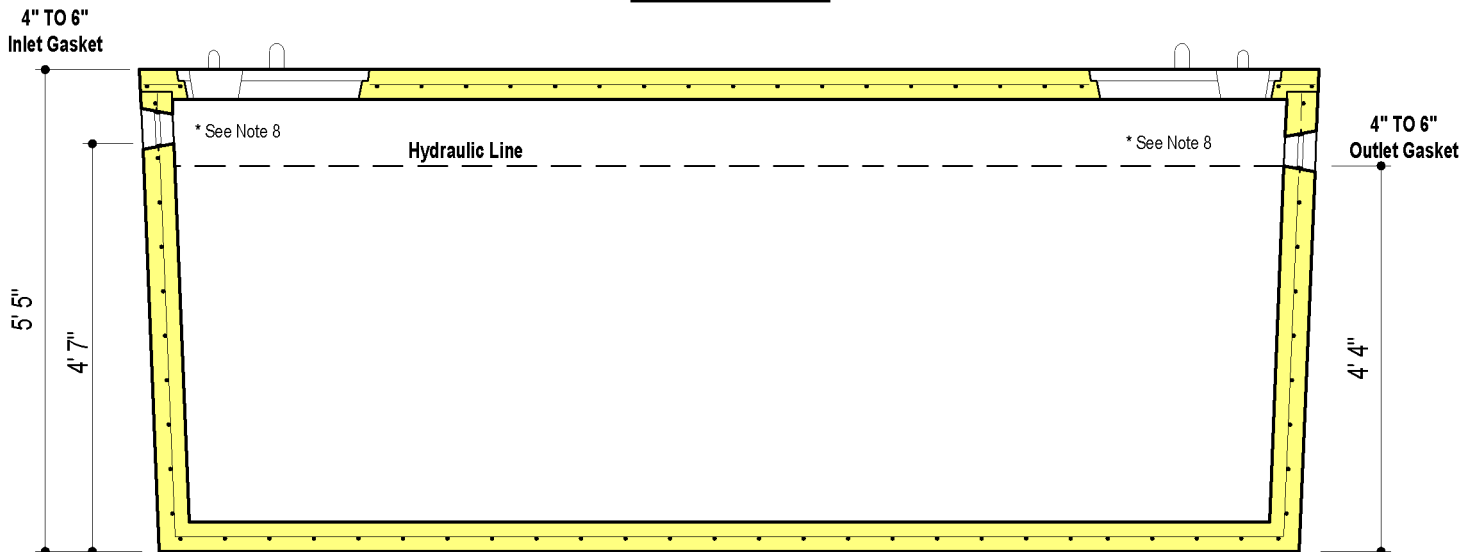 4" TO 6"
Inlet Gasket
* See Note 8
Hydraulic Line
* See Note 8
4" TO 6"
Outlet Gasket
5' 5"
4' 7"
4' 4"